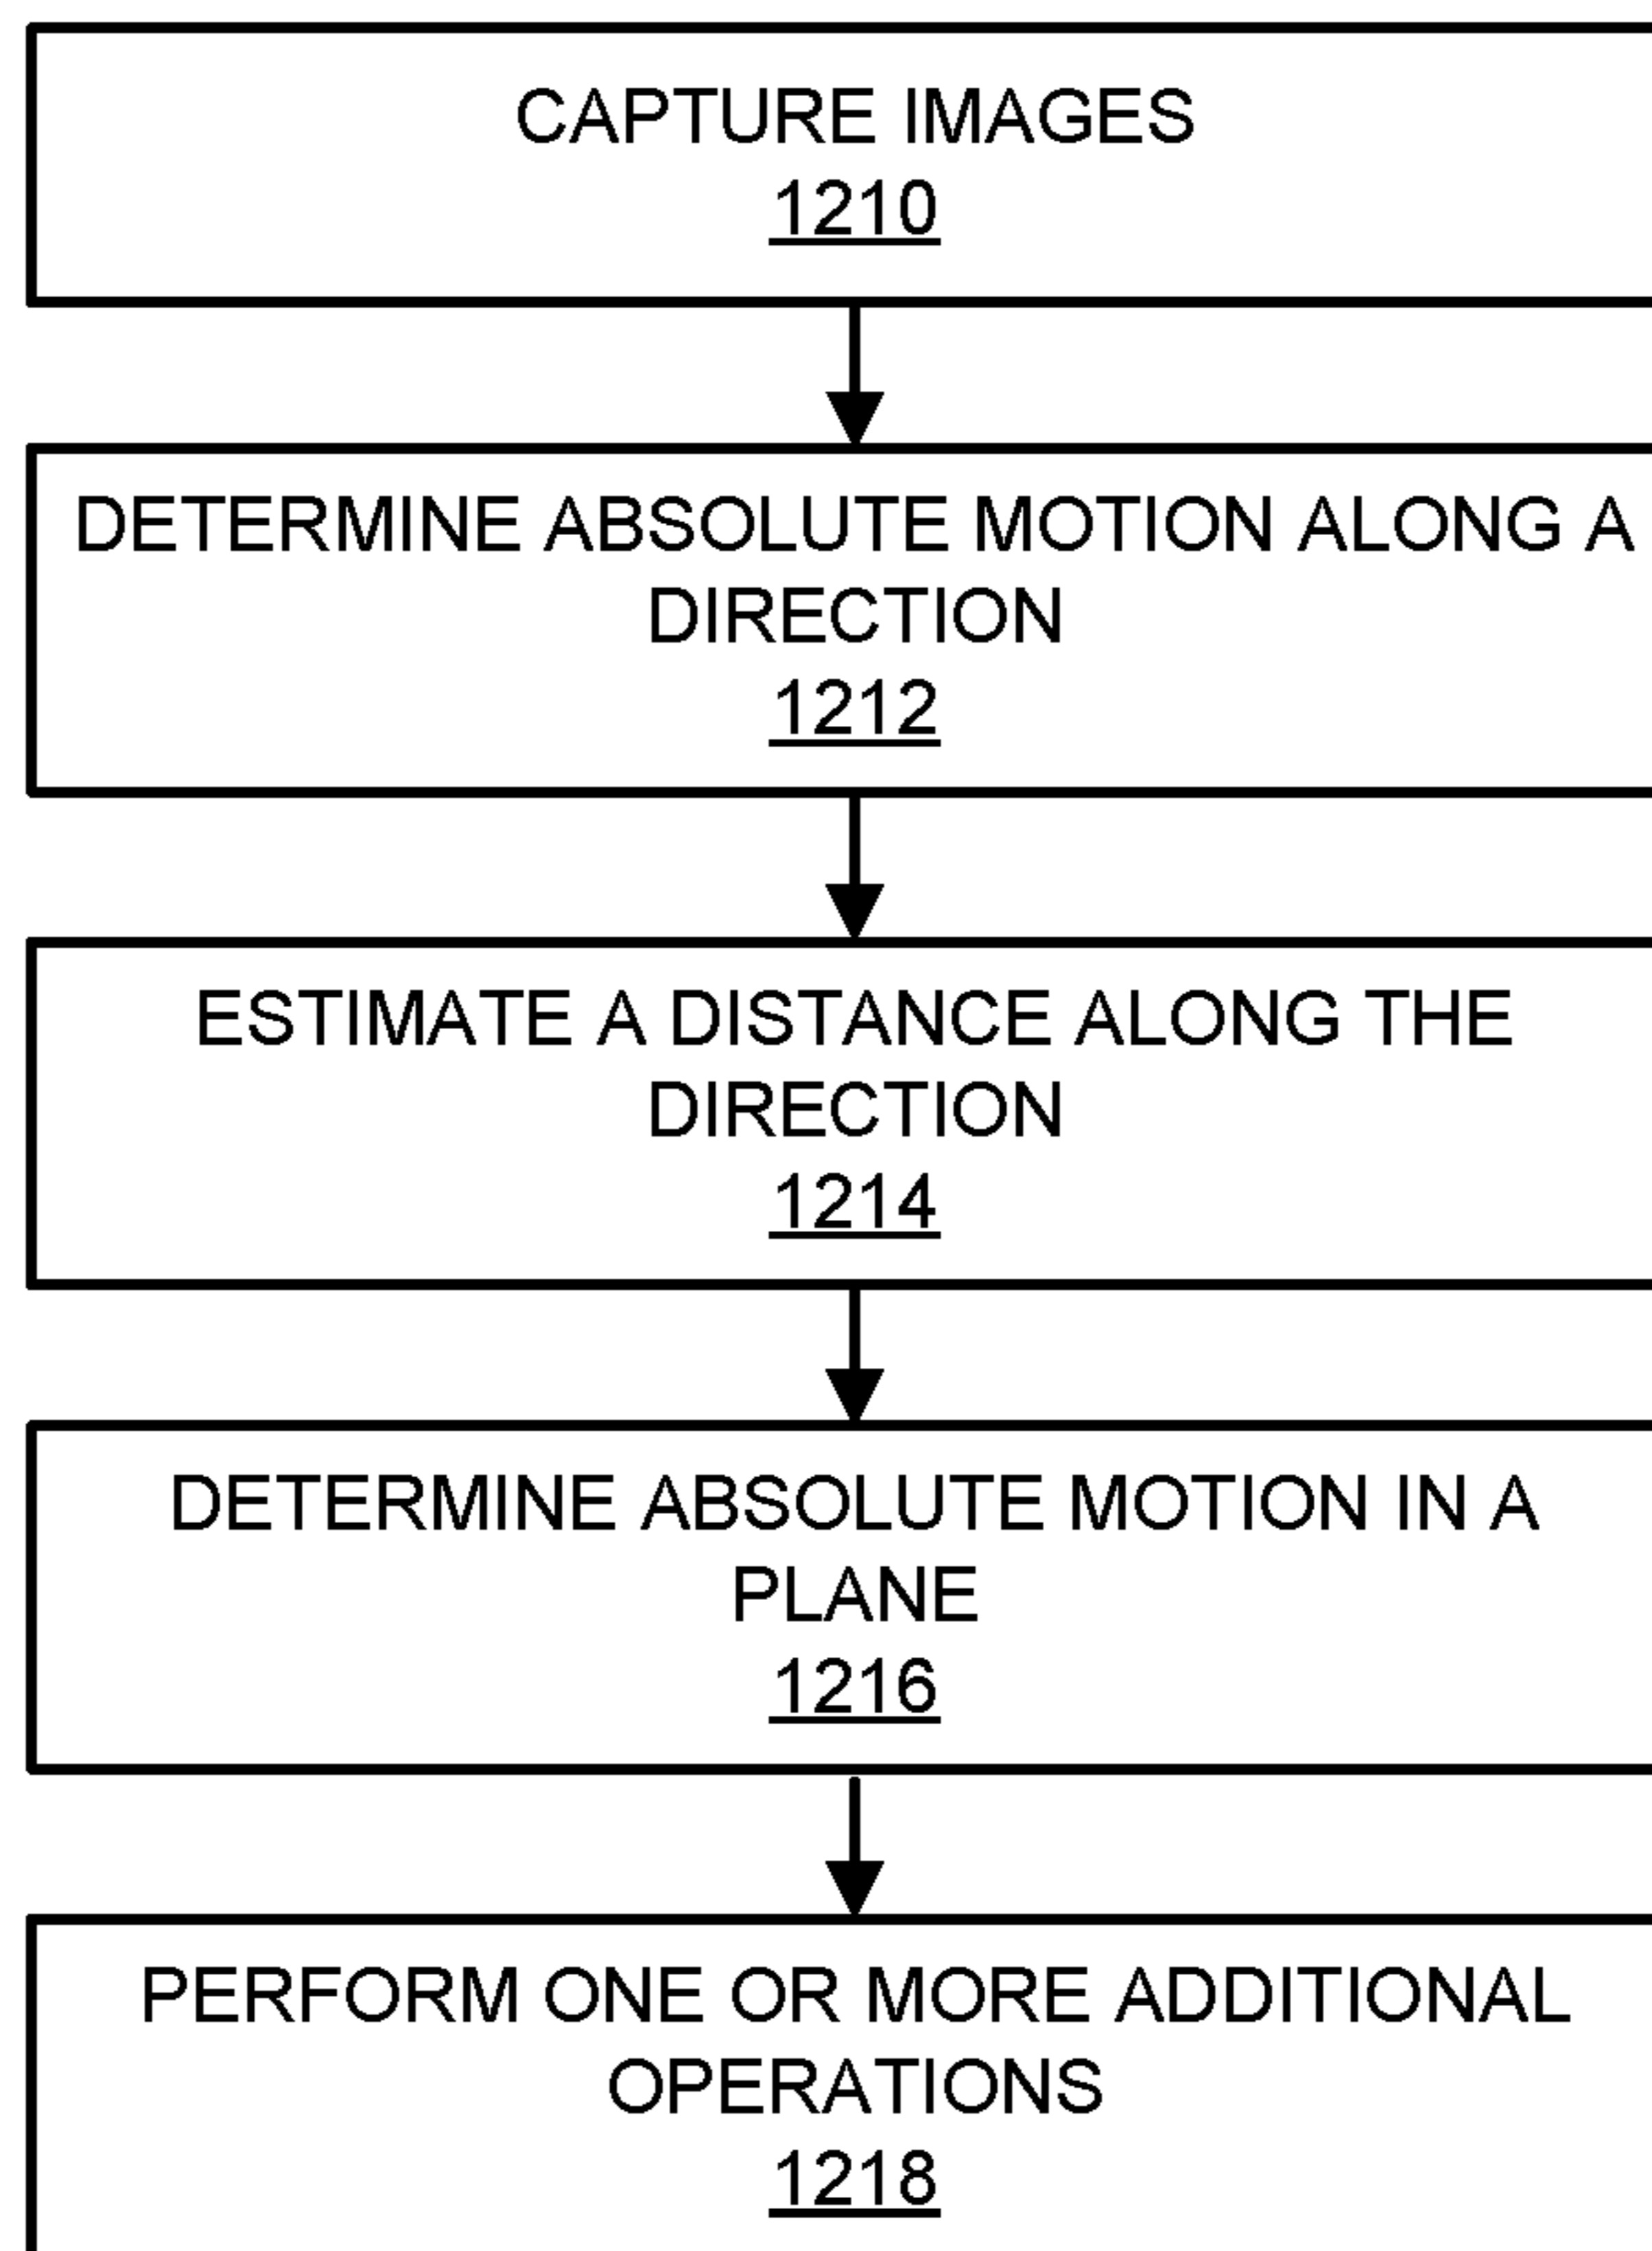 CAPTURE IMAGES
1210
DETERMINE ABSOLUTE MOTION ALONG A
DIRECTION
1212
ESTIMATE A DISTANCE ALONG THE
DIRECTION
1214
DETERMINE ABSOLUTE MOTION IN A
PLANE
1216
PERFORM ONE OR MORE ADDITIONAL
OPERATIONS
1218